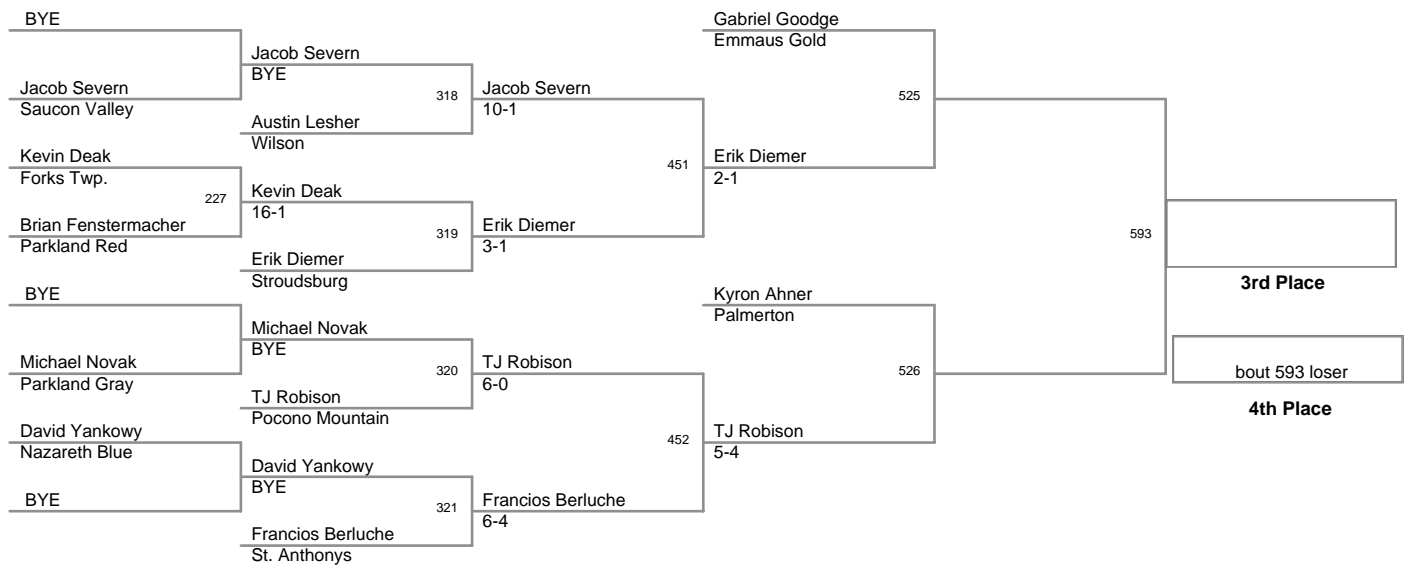 BYE
Jacob Severn
Saucon Valley
Kevin Deak
Forks Twp.
227
Brian Fenstermacher
Parkland Red
BYE
Michael Novak
Parkland Gray
David Yankowy
Nazareth Blue
BYE
Jacob Severn
BYE
318
Austin Lesher
Wilson
Kevin Deak
16-1
319
Erik Diemer
Stroudsburg
Michael Novak
BYE
320
TJ Robison
Pocono Mountain
David Yankowy
BYE
321
Francios Berluche
St. Anthonys
Jacob Severn
10-1
451
Erik Diemer
3-1
TJ Robison
6-0
452
Francios Berluche
6-4
Gabriel Goodge
Emmaus Gold
525
Erik Diemer
2-1
Kyron Ahner
Palmerton
526
TJ Robison
5-4
593
3rd Place
bout 593 loser
4th Place